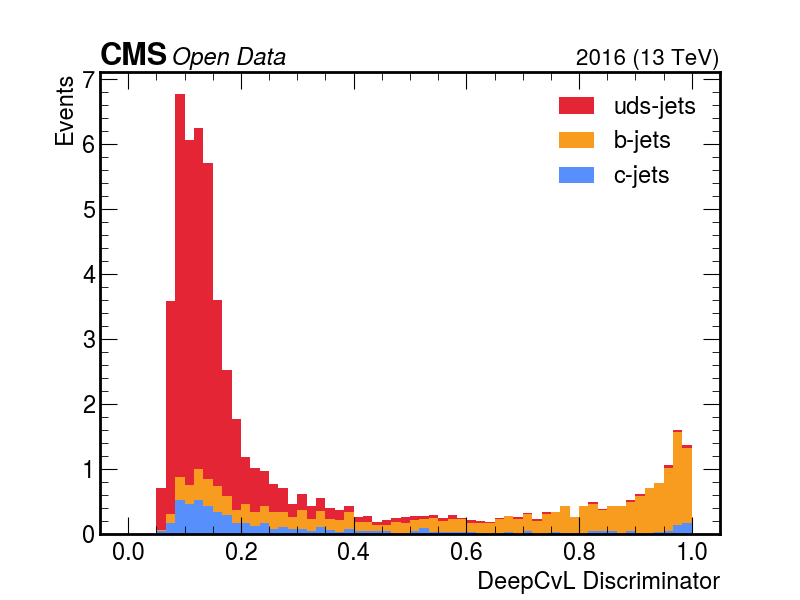 CMS Open Data 2016 (13 TeV)
Events
7
6
5
4
3
2
1
0
uds-jets
b-jets
c-jets
0.0 0.2 0.4 0.6 0.8 1.0
DeepCvL Discriminator